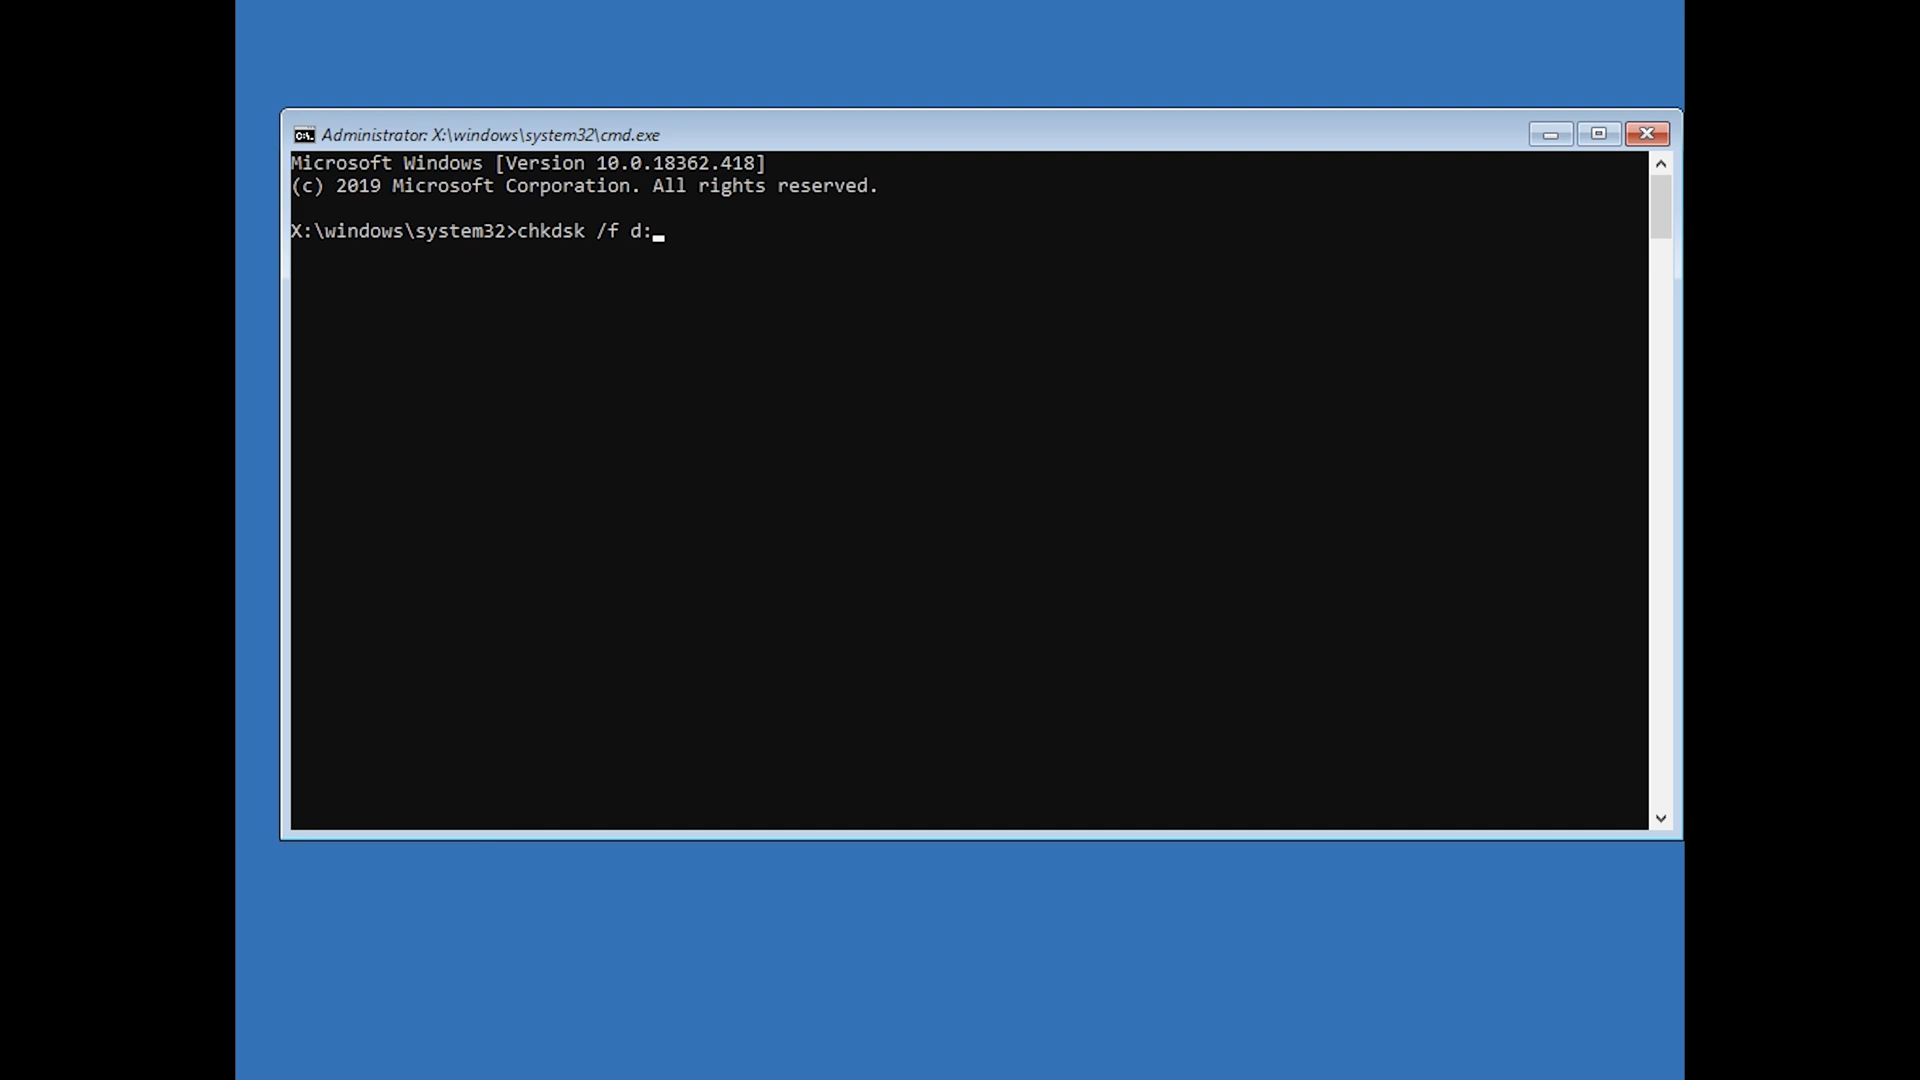 Administrator: X:\windows\system32\cmd.exe
Microsoft Windows [Version 10.0.18362.418]
(c) 2019 Microsoft Corporation. All rights reserved.
X:\windows\system32>chkdsk /f d: